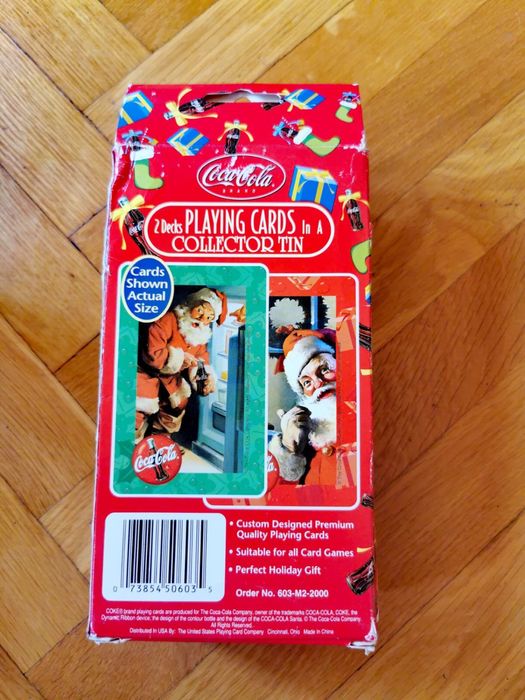 Coca-Cola
BRAND
2 Decks PLAYING CARDS In A
COLLECTOR TIN
Cards
Shown
Actual
Size
Coca-Cola
• Custom Designed Premium
Quality Playing Cards
• Suitable for all Card Games
• Perfect Holiday Gift
Order No. 603-M2-2000
0 73854 50603 5
COKE® brand playing cards are produced for The Coca-Cola Company, owner of the trademarks COCA-COLA, COKE, the
Dynamic Ribbon device, the design of the contour bottle and the design of the COCA-COLA Santa. © The Coca-Cola Company.
All Rights Reserved.
Distributed In USA By: The United States Playing Card Company Cincinnati, Ohio Made In China